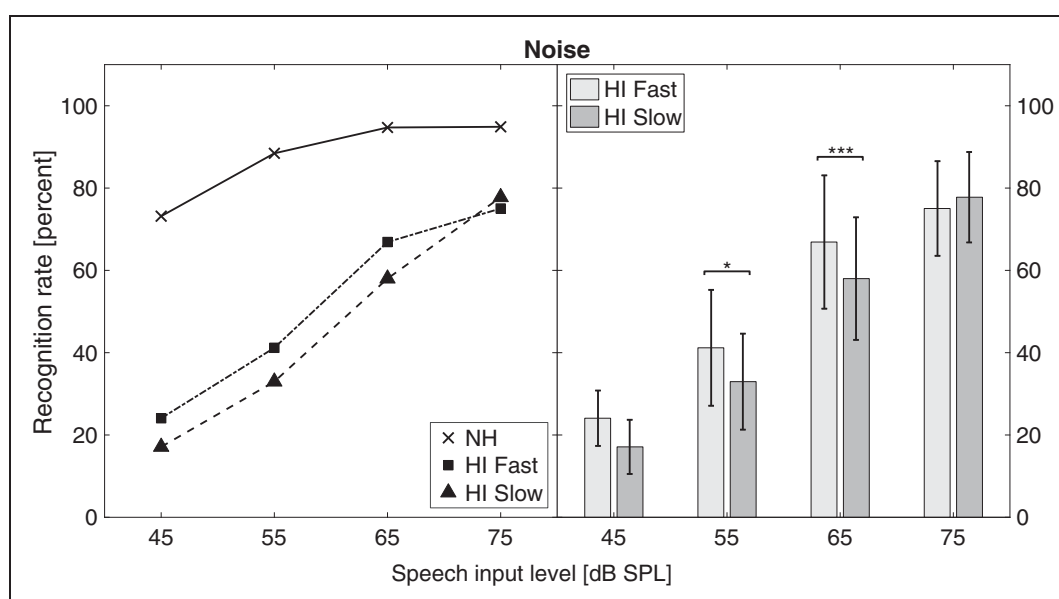 Noise
Recognition rate [percent]
100
80
60
40
20
0
NH
HI Fast
HI Slow
45
55
65
75
HI Fast
HI Slow
*
***
100
80
60
40
20
0
45
55
65
75
Speech input level [dB SPL]